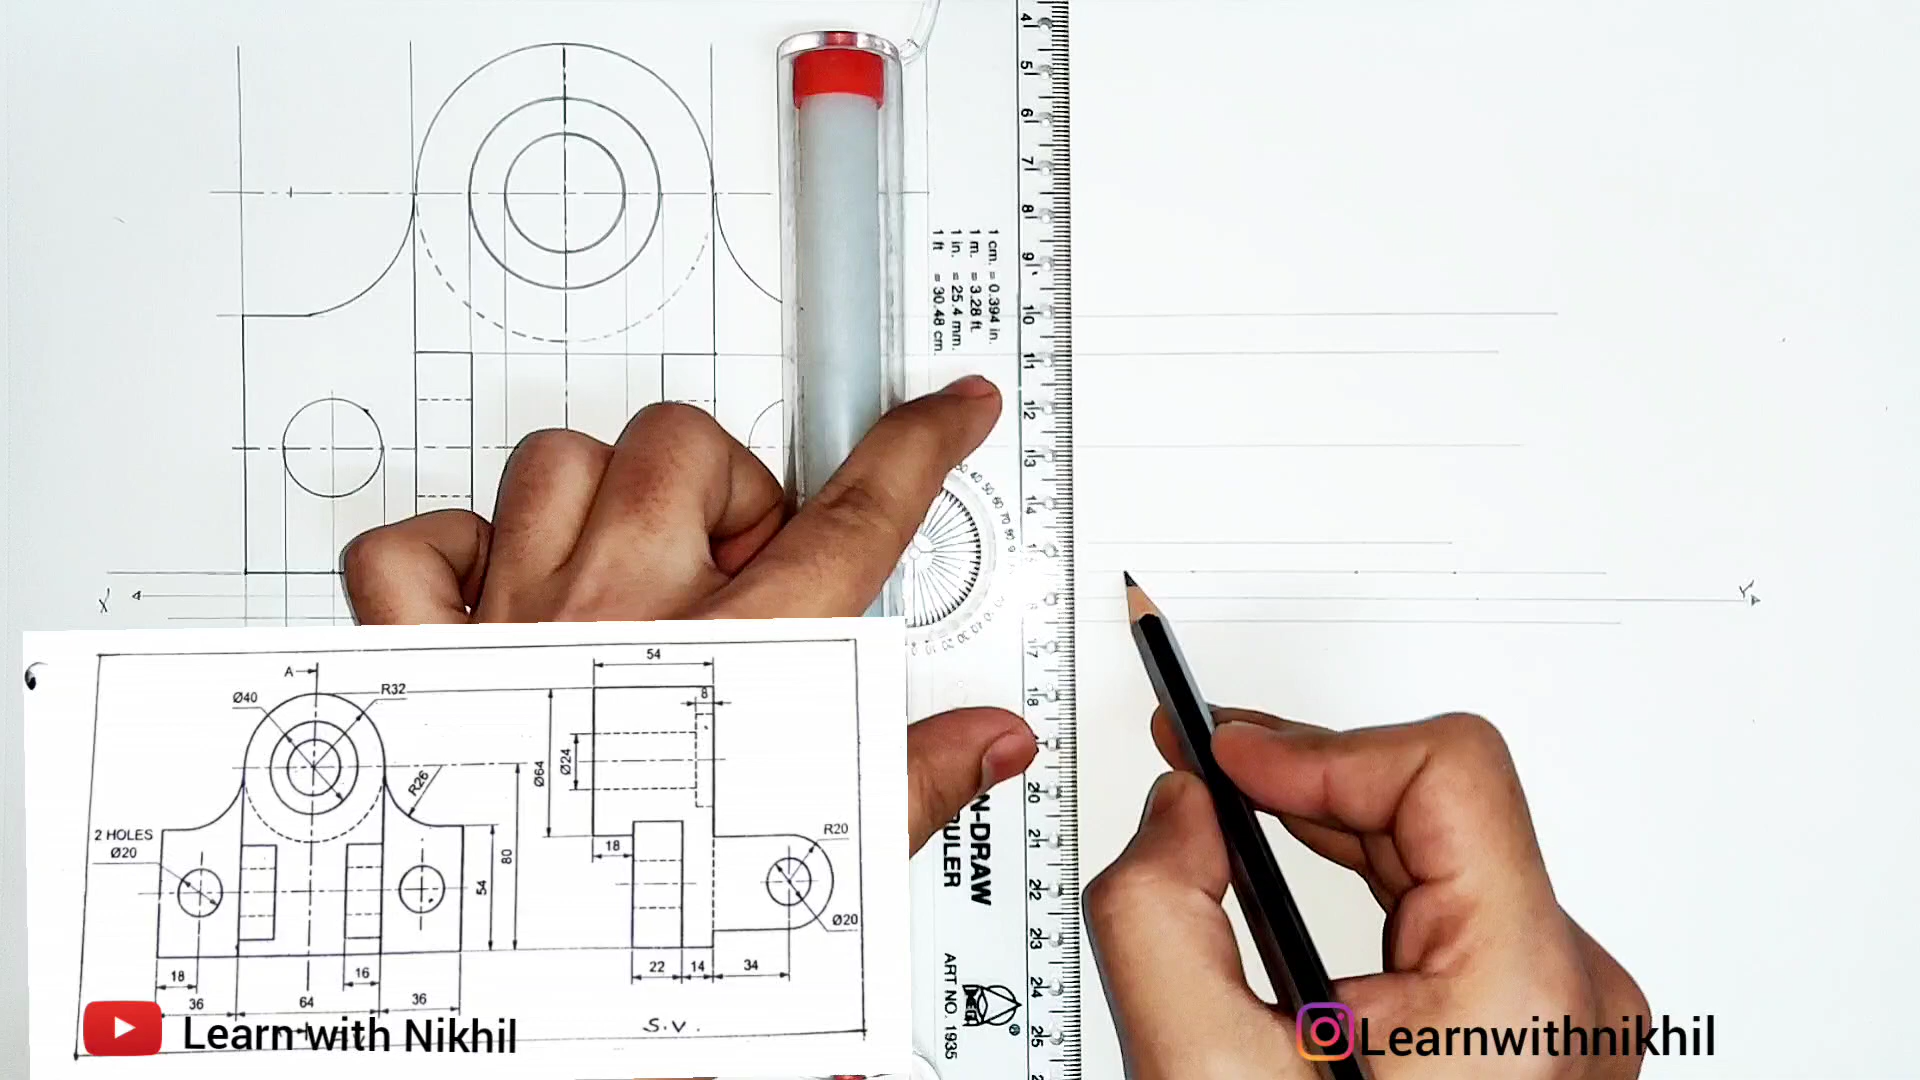 4
5
6
7
8
9
10
11
12
13
14
17
18
20
21
22
23
24
25
1 cm. = 0.394 in.
1 m. = 3.28 ft.
1 in. = 25.4 mm.
1 ft = 30.48 cm.
N-DRAW
RULER
ART NO. 1935
X
Y
A
Ø40
R32
R26
2 HOLES
Ø20
80
54
18
16
36
64
36
54
8
Ø64
Ø24
18
R20
Ø20
22
14
34
S.V.
Learn with Nikhil
Learnwithnikhil